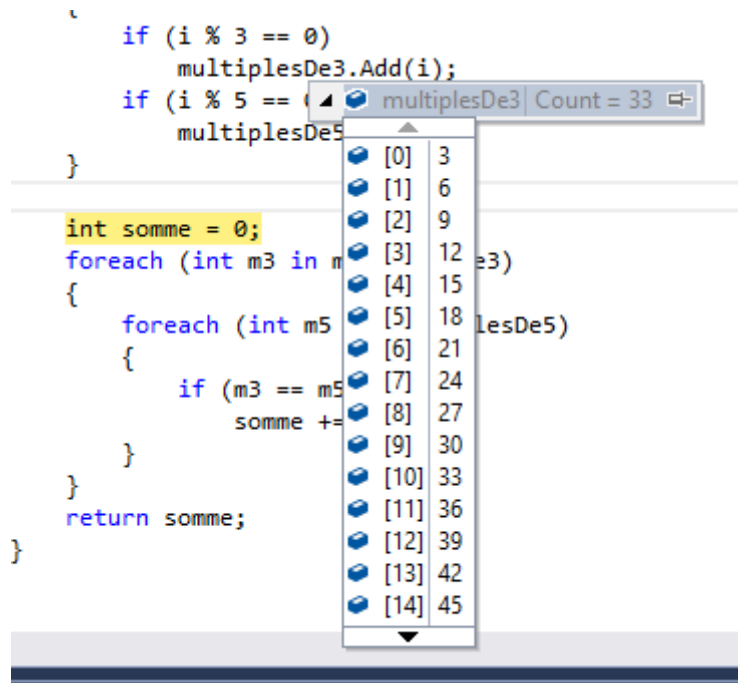 {
if (i % 3 == 0)
multiplesDe3.Add(i);
if (i % 5 ==
multiplesDe3 Count = 33
multiplesDe5
}
[0] 3
[1] 6
[2] 9
[3] 12
[4] 15
[5] 18
[6] 21
[7] 24
[8] 27
[9] 30
[10] 33
[11] 36
[12] 39
[13] 42
[14] 45
int somme = 0;
foreach (int m3 in m e3)
{
foreach (int m5 lesDe5)
{
if (m3 == m5
somme +=
}
}
return somme;
}